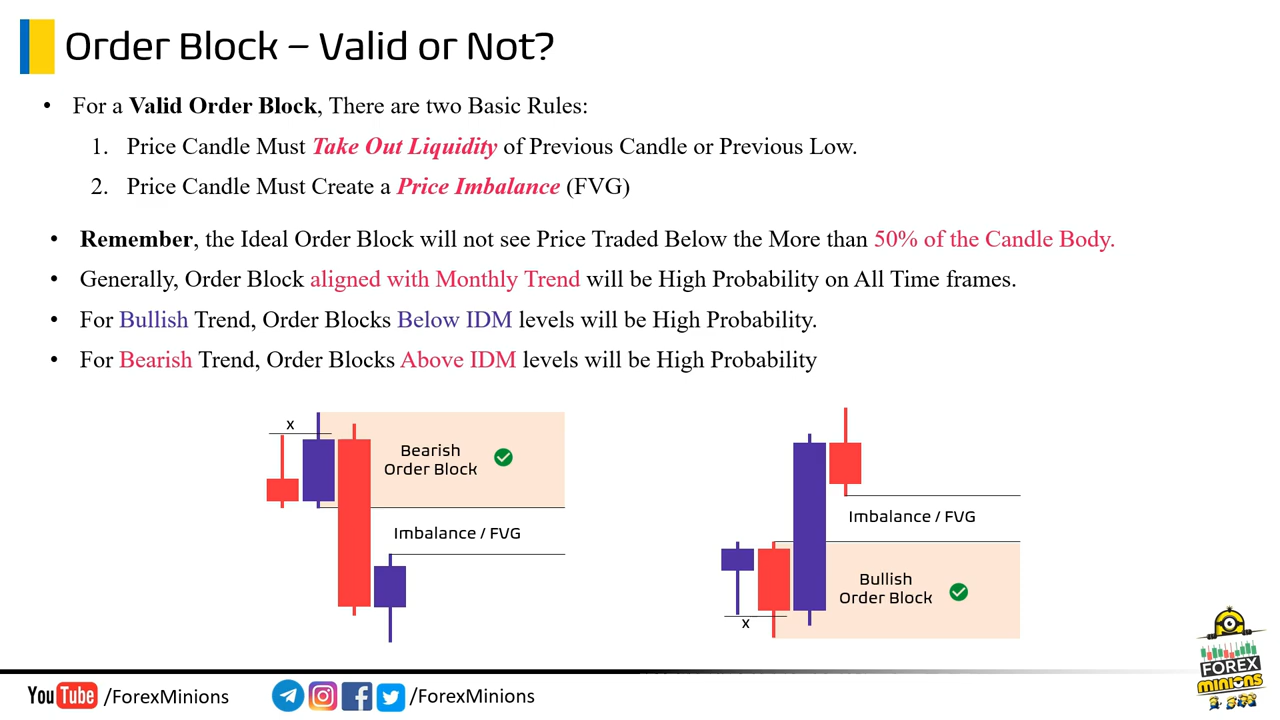 Order Block – Valid or Not?
• For a Valid Order Block, There are two Basic Rules:
1. Price Candle Must Take Out Liquidity of Previous Candle or Previous Low.
2. Price Candle Must Create a Price Imbalance (FVG)
• Remember, the Ideal Order Block will not see Price Traded Below the More than 50% of the Candle Body.
• Generally, Order Block aligned with Monthly Trend will be High Probability on All Time frames.
• For Bullish Trend, Order Blocks Below IDM levels will be High Probability.
• For Bearish Trend, Order Blocks Above IDM levels will be High Probability
x
Bearish
Order Block
Imbalance / FVG
Imbalance / FVG
Bullish
Order Block
x
YouTube /ForexMinions
/ForexMinions
FOREX
MINIONS